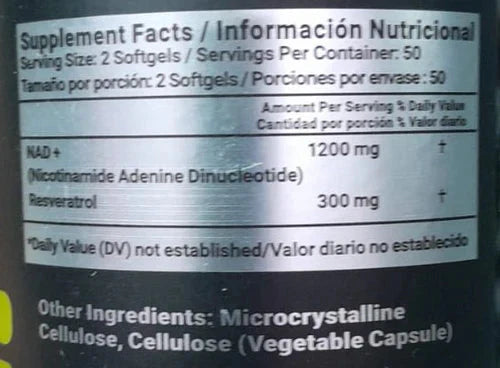 Supplement Facts / Información Nutricional
Serving Size: 2 Softgels / Servings Per Container: 50
Tamaño por porción: 2 Softgels / Porciones por envase: 50
Amount Per Serving % Daily Value
Cantidad por porción % Valor diario
NAD+ 1200 mg †
(Nicotinamide Adenine Dinucleotide)
Resveratrol 300 mg †
*Daily Value (DV) not established/Valor diario no establecido
Other Ingredients: Microcrystalline
Cellulose, Cellulose (Vegetable Capsule)